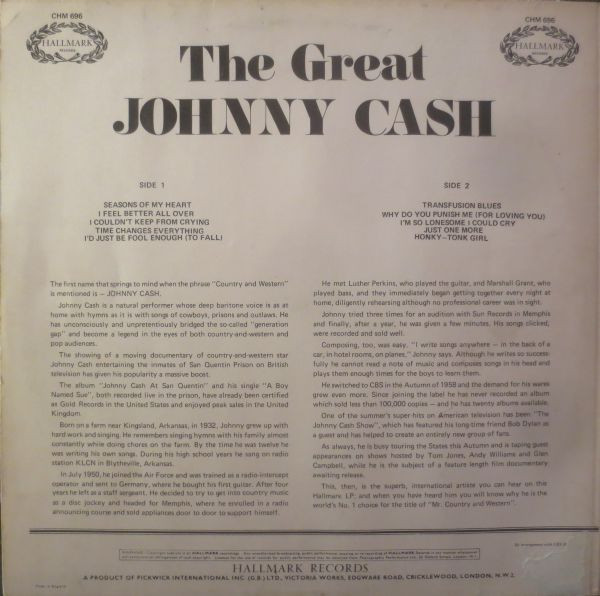 CHM 696
HALLMARK
RECORDS
CHM 696
HALLMARK
RECORDS
The Great
JOHNNY CASH
SIDE 1
SEASONS OF MY HEART
I FEEL BETTER ALL OVER
I COULDN'T KEEP FROM CRYING
TIME CHANGES EVERYTHING
I'D JUST BE FOOL ENOUGH (TO FALL)
SIDE 2
TRANSFUSION BLUES
WHY DO YOU PUNISH ME (FOR LOVING YOU)
I'M SO LONESOME I COULD CRY
JUST ONE MORE
HONKY-TONK GIRL
The first name that springs to mind when the phrase "Country and Western"
is mentioned is – JOHNNY CASH.
Johnny Cash is a natural performer whose deep baritone voice is as at
home with hymns as it is with songs of cowboys, prisons and outlaws. He
has unconsciously and unpretentiously bridged the so-called "generation
gap" and become a legend in the eyes of both country-and-western and
pop audiences.
The showing of a moving documentary of country-and-western star
Johnny Cash entertaining the inmates of San Quentin Prison on British
television has given his popularity a massive boost.
The album "Johnny Cash At San Quentin" and his single "A Boy
Named Sue", both recorded live in the prison, have already been certified
as Gold Records in the United States and enjoyed peak sales in the United
Kingdom.
Born on a farm near Kingsland, Arkansas, in 1932, Johnny grew up with
hard work and singing. He remembers singing hymns with his family almost
constantly while doing chores on the farm. By the time he was twelve he
was writing his own songs. During his high school years he sang on radio
station KLCN in Blytheville, Arkansas.
In July 1950, he joined the Air Force and was trained as a radio-intercept
operator and sent to Germany, where he bought his first guitar. After four
years he left as a staff sergeant. He decided to try to get into country music
as a disc jockey and headed for Memphis, where he enrolled in a radio
announcing course and sold appliances door to door to support himself.
He met Luther Perkins, who played the guitar, and Marshall Grant, who
played bass, and they immediately began getting together every night at
home, diligently rehearsing although no professional career was in sight.
Johnny tried three times for an audition with Sun Records in Memphis
and finally, after a year, he was given a few minutes. His songs clicked,
were recorded and sold well.
Composing, too, was easy. "I write songs anywhere – in the back of a
car, in hotel rooms, on planes," Johnny says. Although he writes so success-
fully he cannot read a note of music and composes songs in his head and
plays them enough times for the boys to learn them.
He switched to CBS in the Autumn of 1958 and the demand for his wares
grew even more. Since joining the label he has never recorded an album
which sold less than 100,000 copies – and he has twenty albums available.
One of the summer's super-hits on American television has been "The
Johnny Cash Show", which has featured his long-time friend Bob Dylan as
a guest and has helped to create an entirely new group of fans.
As always, he is busy touring the States this Autumn and is taping guest
appearances on shows hosted by Tom Jones, Andy Williams and Glen
Campbell, while he is the subject of a feature length film documentary
awaiting release.
This, then, is the superb, international artiste you can hear on this
Hallmark LP; and when you have heard him you will know why he is the
world's No. 1 choice for the title of "Mr. Country and Western".
HALLMARK RECORDS
A PRODUCT OF PICKWICK INTERNATIONAL INC (G.B.) LTD., VICTORIA WORKS, EDGWARE ROAD, CRICKLEWOOD, LONDON, N.W.2.